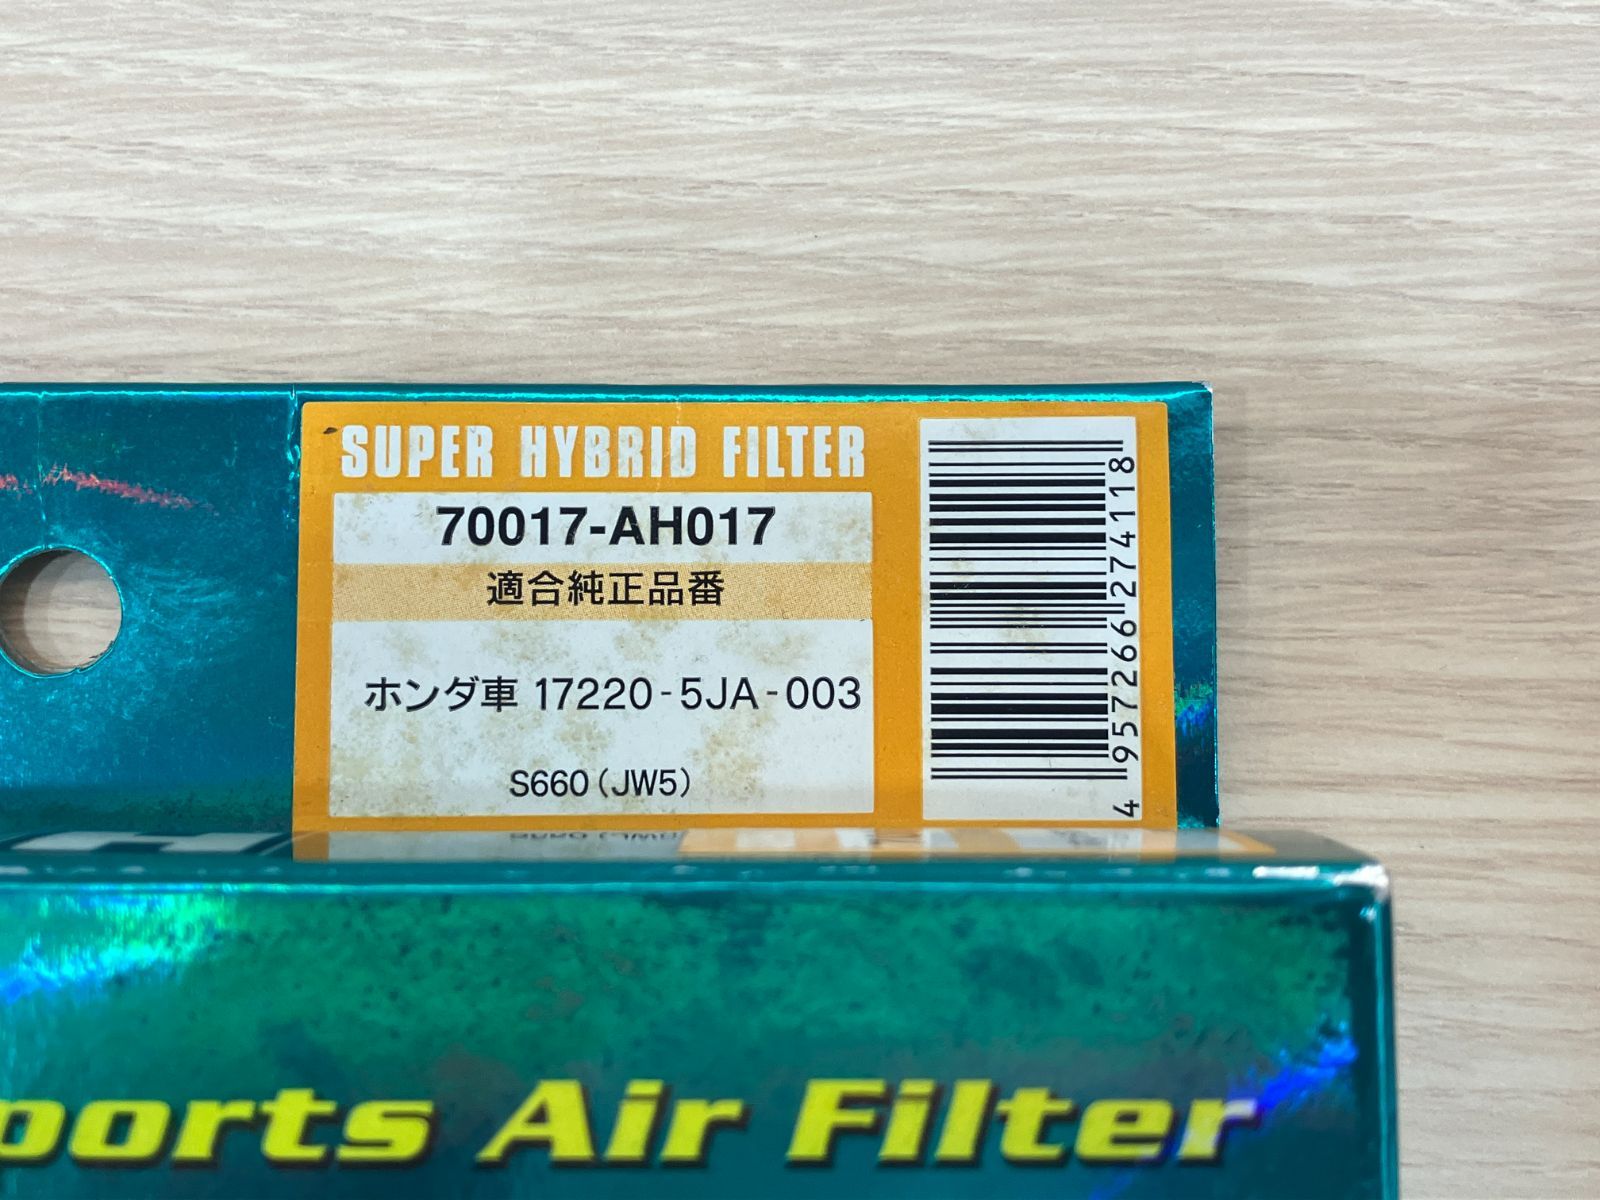 SUPER HYBRID FILTER
70017-AH017
適合純正品番
ホンダ車 17220-5JA-003
S660(JW5)
4957266274118
ports Air Filter